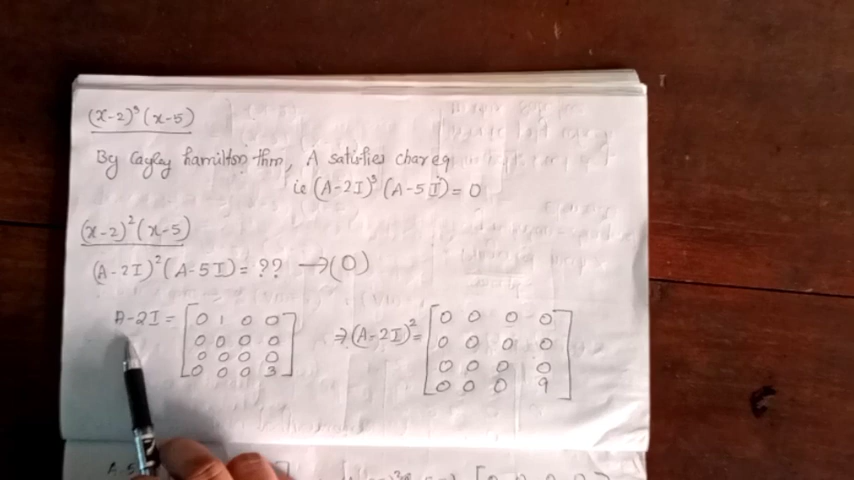 (x-2)³ (x-5)
By Cayley hamilton thm, A satisfies char eq
ie (A-2I)³ (A-5I) = 0
(x-2)² (x-5)
(A-2I)² (A-5I) = ?? → (0)
A-2I = [0 1 0 0 ⇒ (A-2I)² = [0 0 0 0
0 0 0 0 0 0 0 0
0 0 0 0 0 0 0 0
0 0 0 3] 0 0 0 9]